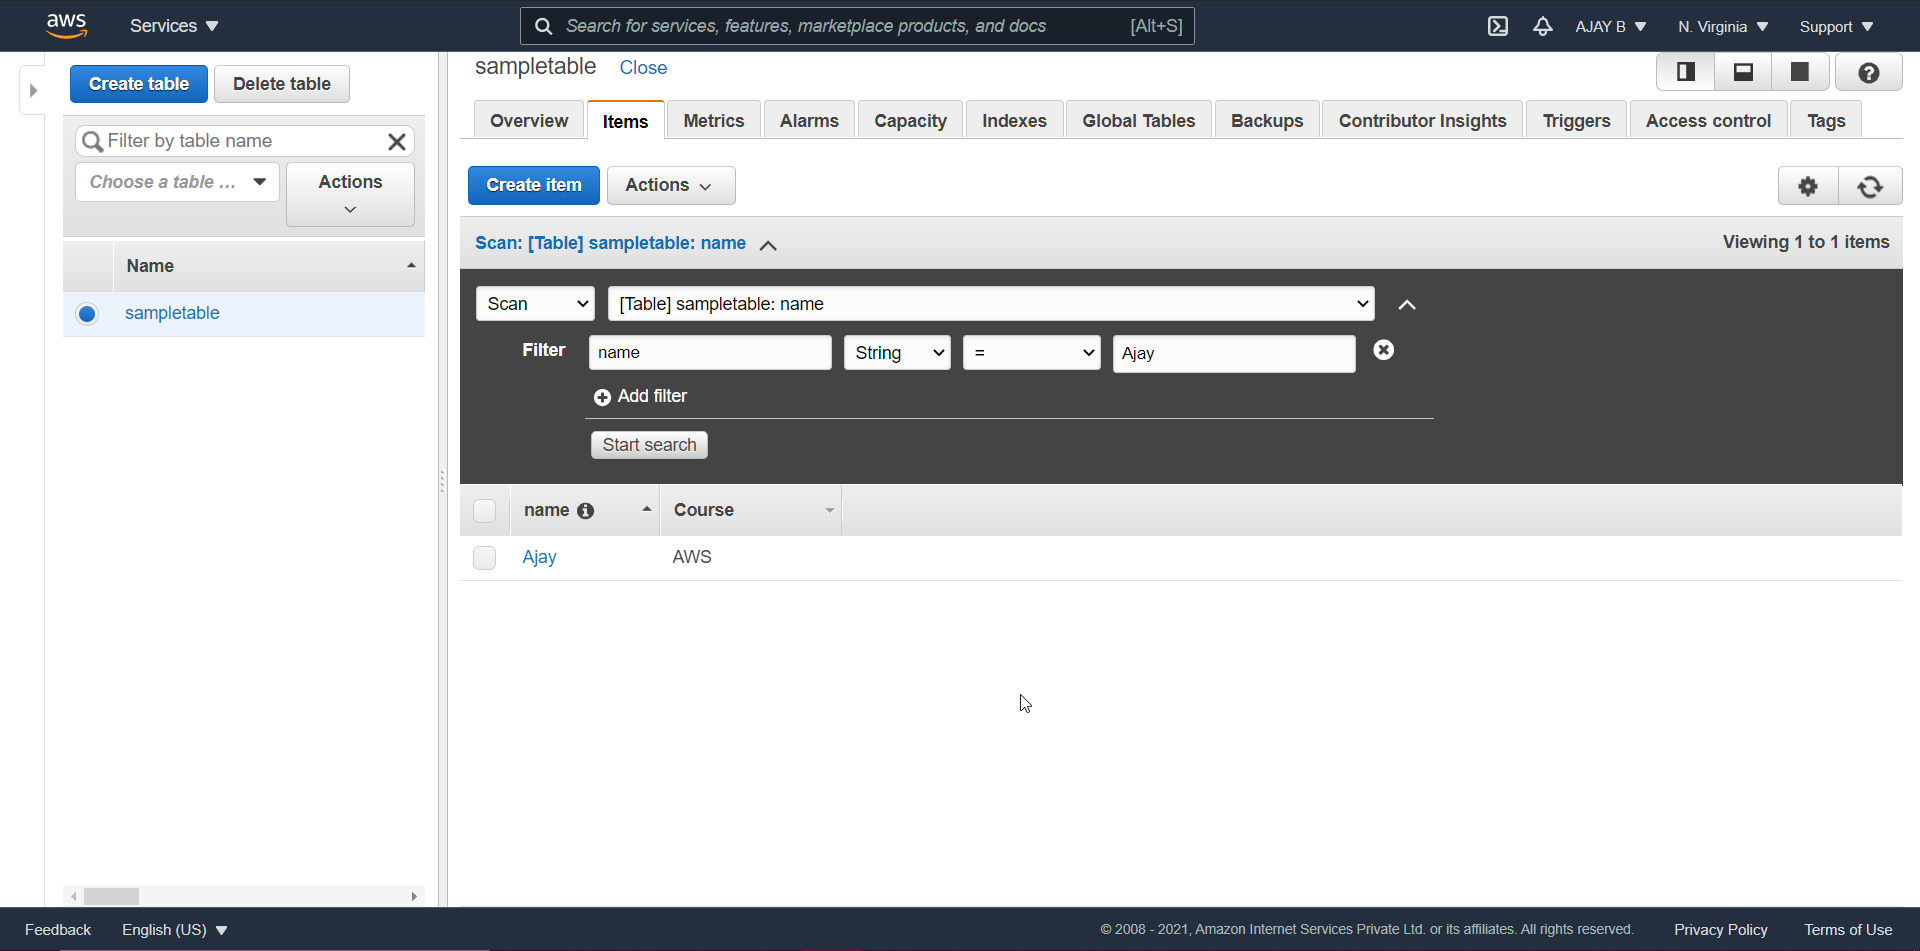 aws
Services
Search for services, features, marketplace products, and docs [Alt+S]
AJAY B
N. Virginia
Support
Create table
Delete table
Filter by table name
Choose a table ...
Actions
Name
sampletable
sampletable Close
Overview
Items
Metrics
Alarms
Capacity
Indexes
Global Tables
Backups
Contributor Insights
Triggers
Access control
Tags
Create item
Actions
Scan: [Table] sampletable: name
Viewing 1 to 1 items
Scan
[Table] sampletable: name
Filter
name
String
=
Ajay
Add filter
Start search
name
Course
Ajay
AWS
Feedback
English (US)
© 2008 - 2021, Amazon Internet Services Private Ltd. or its affiliates. All rights reserved.
Privacy Policy
Terms of Use